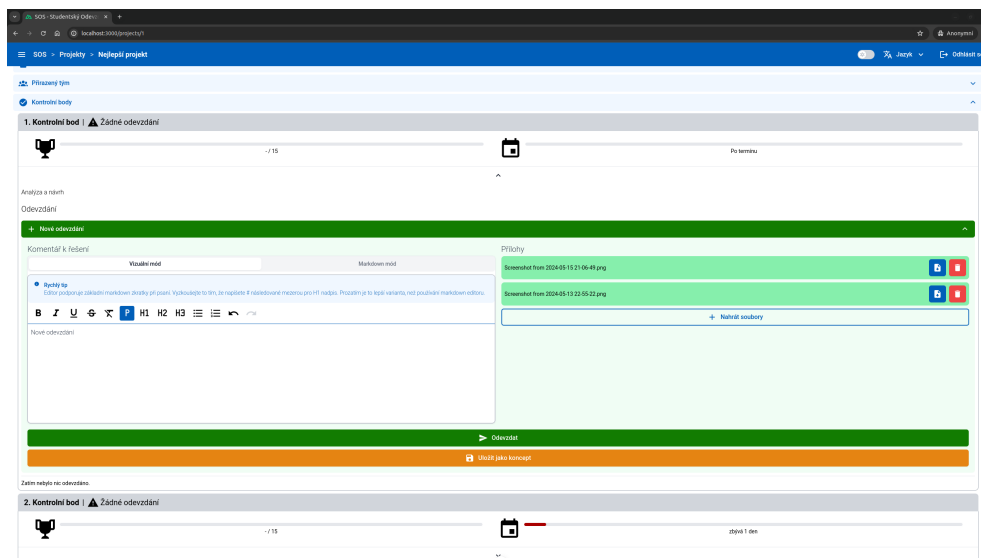 SOS - Studentský Odev
localhost:3000/projects/1
Anonymní
SOS > Projekty > Nejlepší projekt
Jazyk
Odhlásit s
Přiřazený tým
Kontrolní body
1. Kontrolní bod | Žádné odevzdání
- / 15
Po termínu
Analýza a návrh
Odevzdání
+ Nové odevzdání
Komentář k řešení
Přílohy
Vizuální mód
Markdown mód
Screenshot from 2024-05-15 21-06-49.png
Rychlý tip
Editor podporuje základní markdown zkratky při psaní. Vyzkoušejte to tím, že napíšete # následované mezerou pro H1 nadpis. Prozatím je to lepší varianta, než používání markdown editoru.
Screenshot from 2024-05-13 22-55-22.png
B I U S P H1 H2 H3
+ Nahrát soubory
Nové odevzdání
Odevzdat
Uložit jako koncept
Zatím nebylo nic odevzdáno.
2. Kontrolní bod | Žádné odevzdání
- / 15
zbývá 1 den